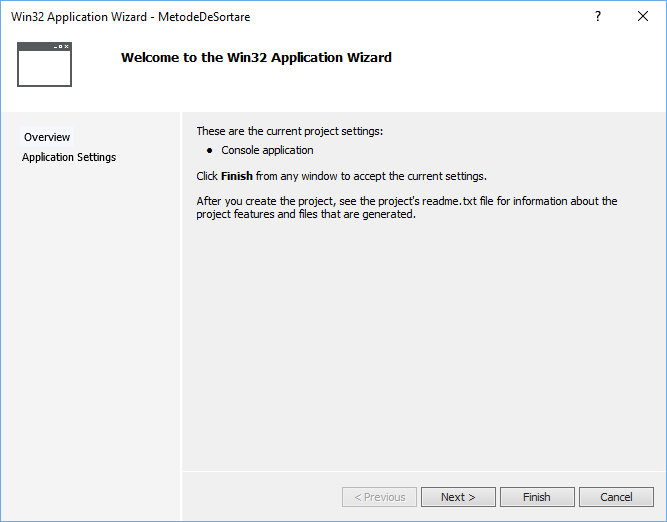 Win32 Application Wizard - MetodeDeSortare
?
Welcome to the Win32 Application Wizard
Overview
Application Settings
These are the current project settings:
• Console application
Click Finish from any window to accept the current settings.
After you create the project, see the project's readme.txt file for information about the
project features and files that are generated.
< Previous
Next >
Finish
Cancel